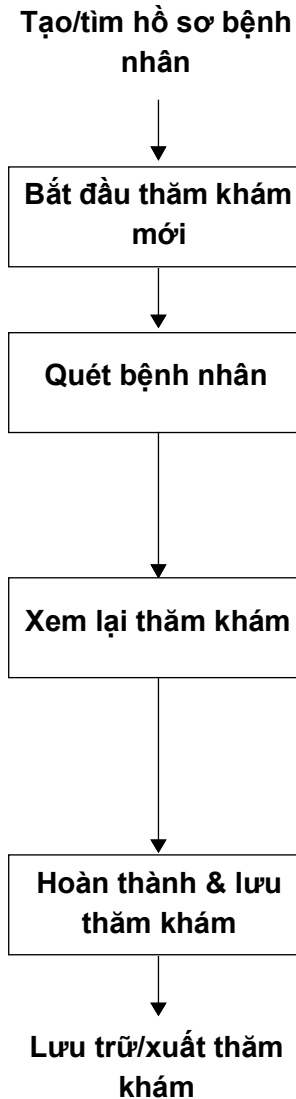 Tạo/tìm hồ sơ bệnh
nhân
Bắt đầu thăm khám
mới
Quét bệnh nhân
Xem lại thăm khám
Hoàn thành & lưu
thăm khám
Lưu trữ/xuất thăm
khám